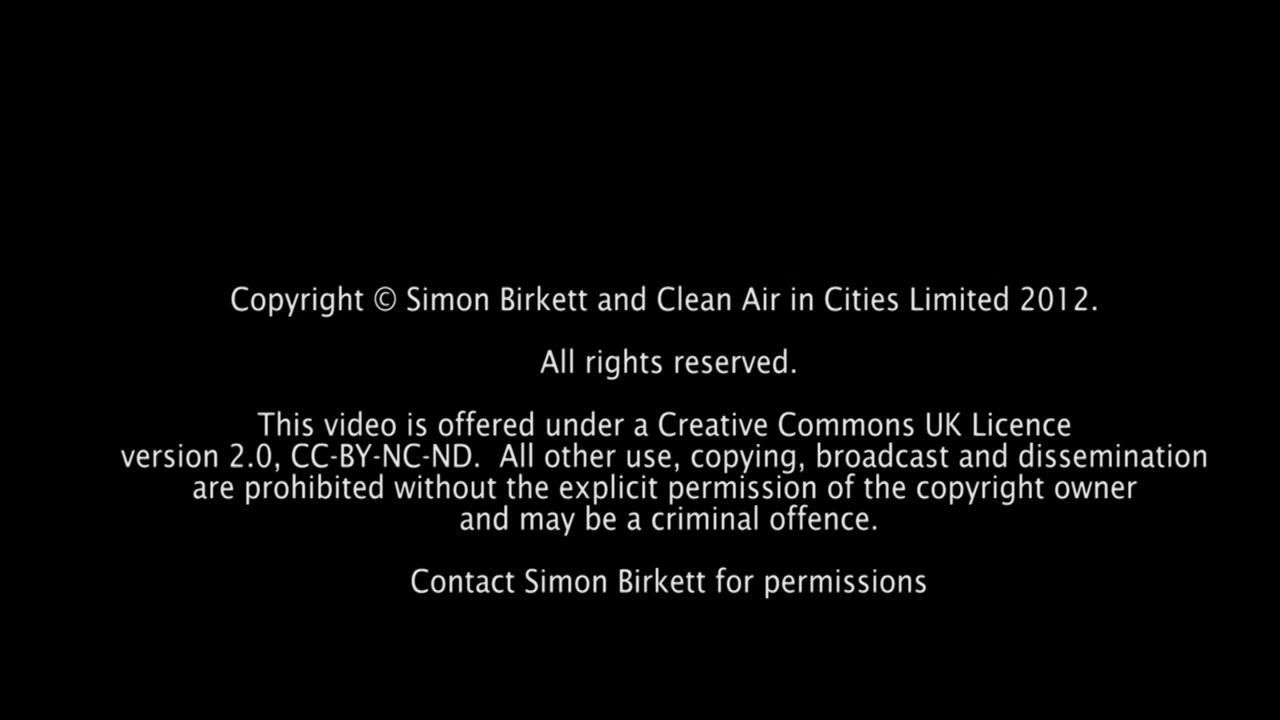 Copyright © Simon Birkett and Clean Air in Cities Limited 2012.
All rights reserved.
This video is offered under a Creative Commons UK Licence
version 2.0, CC-BY-NC-ND.  All other use, copying, broadcast and dissemination
are prohibited without the explicit permission of the copyright owner
and may be a criminal offence.
Contact Simon Birkett for permissions